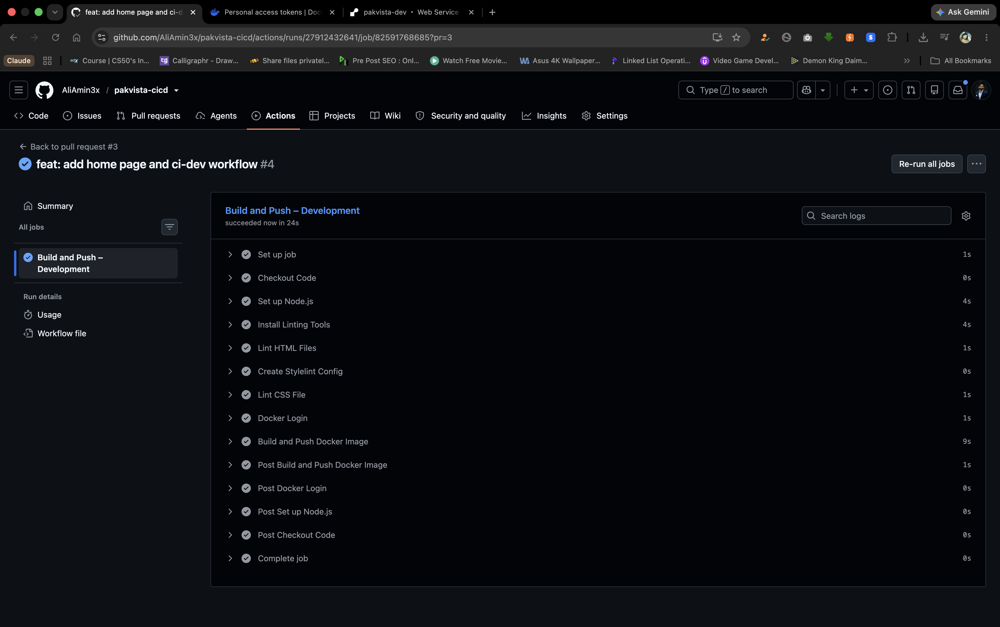 feat: add home page and ci-d
Personal access tokens | Doc
pakvista-dev • Web Service
Ask Gemini
github.com/AliAmin3x/pakvista-cicd/actions/runs/27912432641/job/82591768685?pr=3
Claude
edX Course | CS50's In...
cg Calligraphr - Draw...
Share files privatel...
Pre Post SEO : Onl...
Watch Free Movie...
WA Asus 4K Wallpaper...
Linked List Operati...
Video Game Devel...
Demon King Daim...
All Bookmarks
AliAmin3x / pakvista-cicd
Type / to search
Code
Issues
Pull requests
Agents
Actions
Projects
Wiki
Security and quality
Insights
Settings
Back to pull request #3
feat: add home page and ci-dev workflow #4
Re-run all jobs
Summary
All jobs
Build and Push –
Development
Run details
Usage
Workflow file
Build and Push – Development
succeeded now in 24s
Search logs
Set up job 1s
Checkout Code 0s
Set up Node.js 4s
Install Linting Tools 4s
Lint HTML Files 1s
Create Stylelint Config 0s
Lint CSS File 1s
Docker Login 1s
Build and Push Docker Image 9s
Post Build and Push Docker Image 1s
Post Docker Login 0s
Post Set up Node.js 0s
Post Checkout Code 0s
Complete job 0s